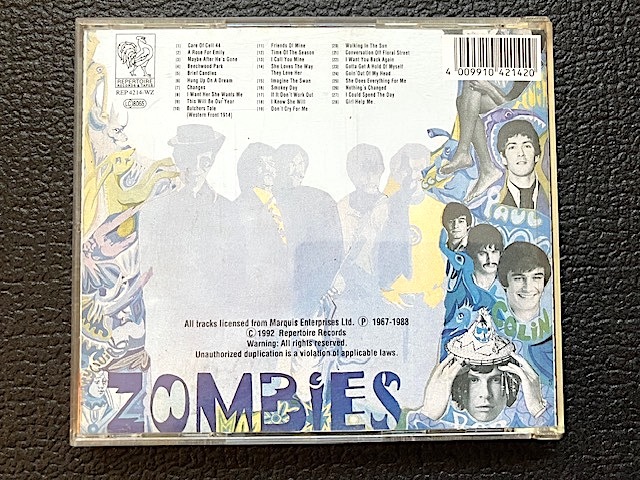 REPERTOIRE
RECORDS & TAPES
REP 4214-WZ
LC 8065
(1) Care Of Cell 44
(2) A Rose For Emily
(3) Maybe After He's Gone
(4) Beechwood Park
(5) Brief Candles
(6) Hung Up On A Dream
(7) Changes
(8) I Want Her She Wants Me
(9) This Will Be Our Year
(10) Butchers Tale
(Western Front 1914)
(11) Friends Of Mine
(12) Time Of The Season
(13) I Call You Mine
(14) She Loves The Way
They Love Her
(15) Imagine The Swan
(16) Smokey Day
(17) If It Don't Work Out
(18) I Know She Will
(19) Don't Cry For Me
(20) Walking In The Sun
(21) Conversation Off Floral Street
(22) I Want You Back Again
(23) Gotta Get A Hold Of Myself
(24) Goin' Out Of My Head
(25) She Does Everything For Me
(26) Nothing's Changed
(27) I Could Spend The Day
(28) Girl Help Me.
4 009910 421420
PAUL
COLIN
All tracks licensed from Marquis Enterprises Ltd. Ⓟ 1967-1988
© 1992 Repertoire Records
Warning: All rights reserved.
Unauthorized duplication is a violation of applicable laws.
ZOMBiES